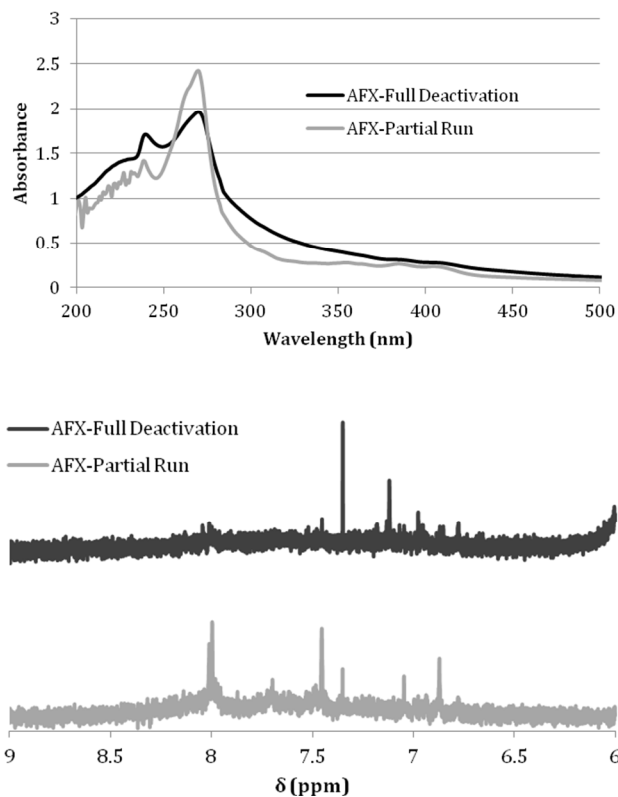 3
2.5
2
1.5
1
0.5
0
Absorbance
AFX-Full Deactivation
AFX-Partial Run
200 250 300 350 400 450 500
Wavelength (nm)
AFX-Full Deactivation
AFX-Partial Run
9 8.5 8 7.5 7 6.5 6
δ (ppm)